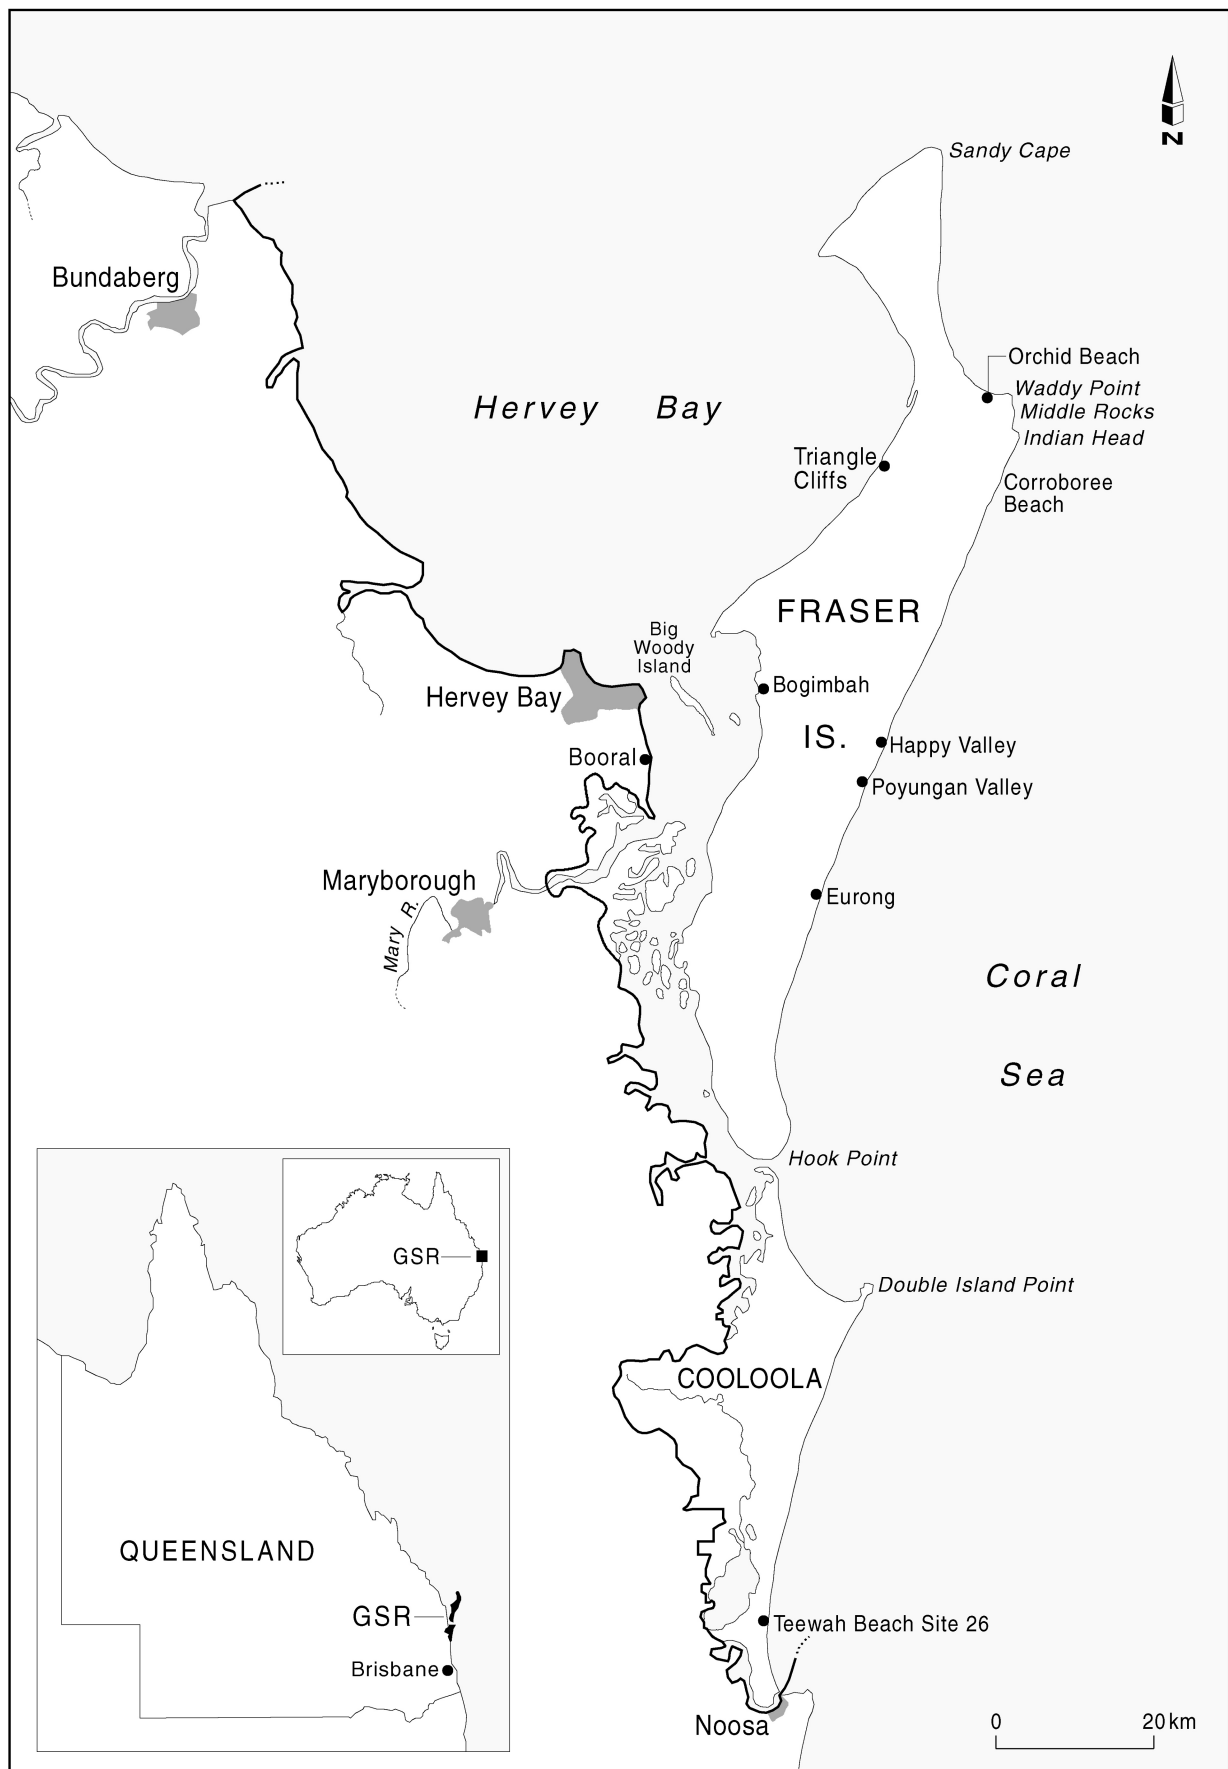 N
Sandy Cape
Bundaberg
Orchid Beach
Waddy Point
Middle Rocks
Indian Head
Hervey Bay
Triangle
Cliffs
Corroboree
Beach
FRASER
IS.
Big
Woody
Island
Bogimbah
Hervey Bay
Happy Valley
Booral
Poyungan Valley
Maryborough
Eurong
Mary R.
Coral
Sea
Hook Point
GSR
Double Island Point
COOLOOLA
QUEENSLAND
GSR
Teewah Beach Site 26
Brisbane
Noosa
0 20 km